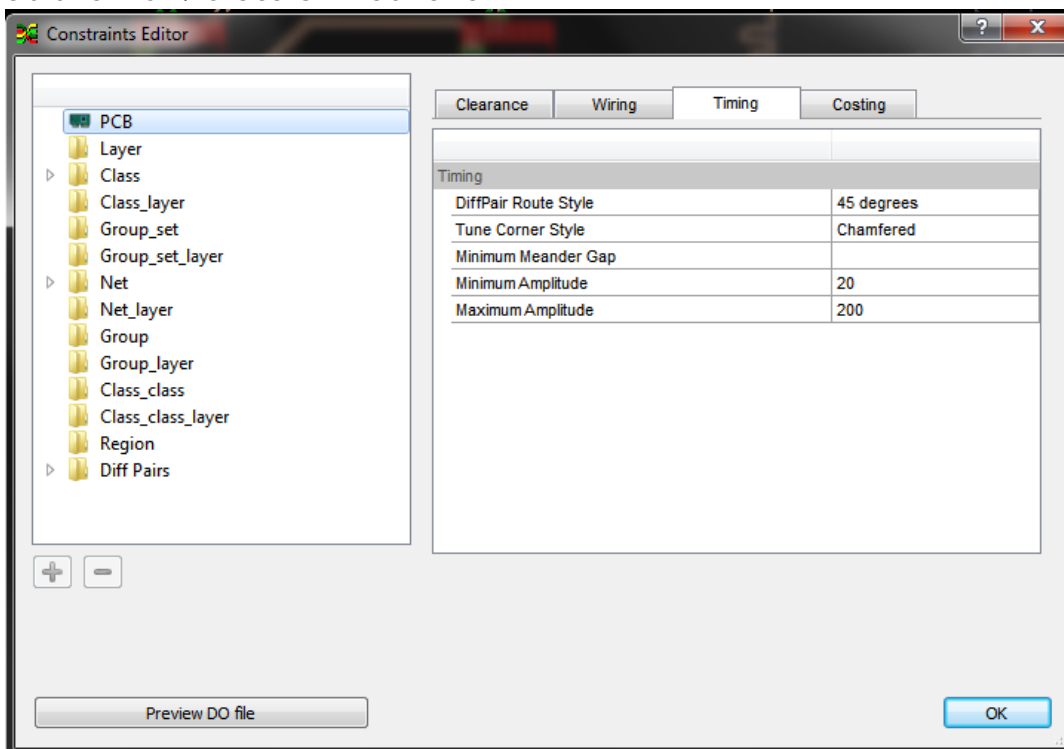 Constraints Editor
? X
PCB
Layer
Class
Class_layer
Group_set
Group_set_layer
Net
Net_layer
Group
Group_layer
Class_class
Class_class_layer
Region
Diff Pairs
+ −
Preview DO file
Clearance Wiring Timing Costing
Timing
DiffPair Route Style 45 degrees
Tune Corner Style Chamfered
Minimum Meander Gap
Minimum Amplitude 20
Maximum Amplitude 200
OK